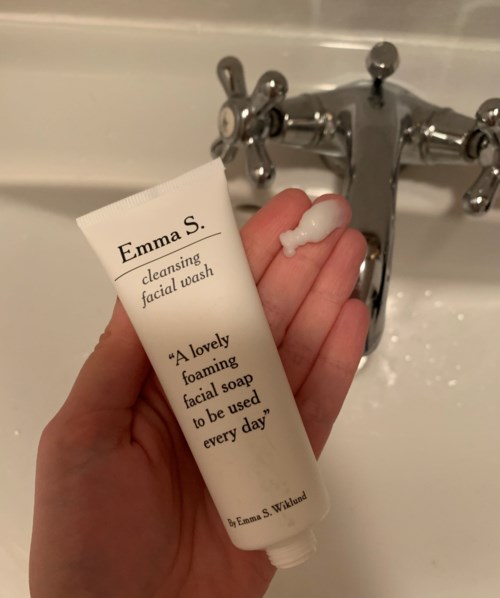 Emma S.
cleansing
facial wash
“A lovely
foaming
facial soap
to be used
every day”
By Emma S. Wiklund